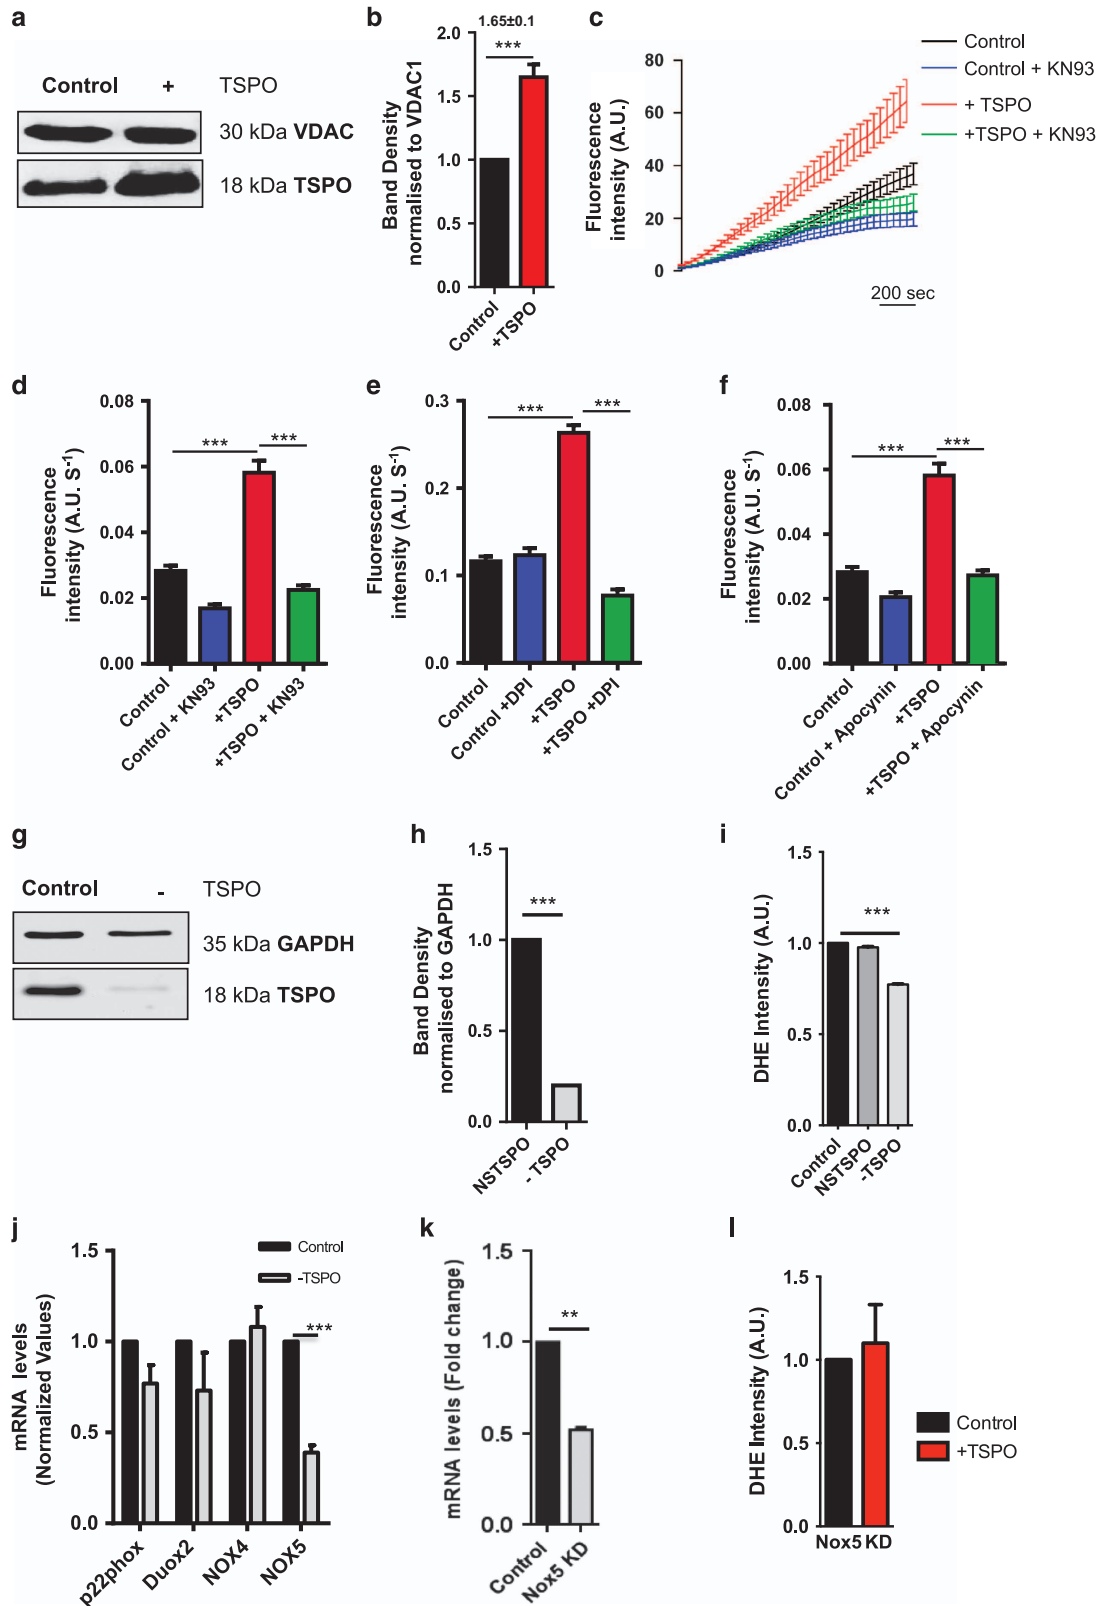 a
Control + TSPO
30 kDa VDAC
18 kDa TSPO
b
1.65±0.1
***
Band Density
normalised to VDAC1
2.0
1.5
1.0
0.5
0.0
Control
+TSPO
c
Fluorescence
intensity (A.U.)
80
60
40
20
0
200 sec
Control
Control + KN93
+ TSPO
+TSPO + KN93
d
Fluorescence
intensity (A.U. S-1)
0.08
0.06
0.04
0.02
0.00
*** ***
Control
Control + KN93
+TSPO
+TSPO + KN93
e
Fluorescence
intensity (A.U. S-1)
0.3
0.2
0.1
0.0
*** ***
Control
Control +DPI
+TSPO
+TSPO +DPI
f
Fluorescence
intensity (A.U. S-1)
0.08
0.06
0.04
0.02
0.00
*** ***
Control
Control + Apocynin
+TSPO
+TSPO + Apocynin
g
Control - TSPO
35 kDa GAPDH
18 kDa TSPO
h
Band Density
normalised to GAPDH
1.5
1.0
0.5
0.0
***
NSTSPO
- TSPO
i
DHE Intensity (A.U.)
1.5
1.0
0.5
0.0
***
Control
NSTSPO
-TSPO
j
mRNA levels
(Normalized Values)
1.5
1.0
0.5
0.0
Control
-TSPO
***
p22phox
Duox2
NOX4
NOX5
k
mRNA levels (Fold change)
1.5
1.0
0.5
0.0
**
Control
Nox5 KD
l
DHE Intensity (A.U.)
1.5
1.0
0.5
0.0
Nox5 KD
Control
+TSPO